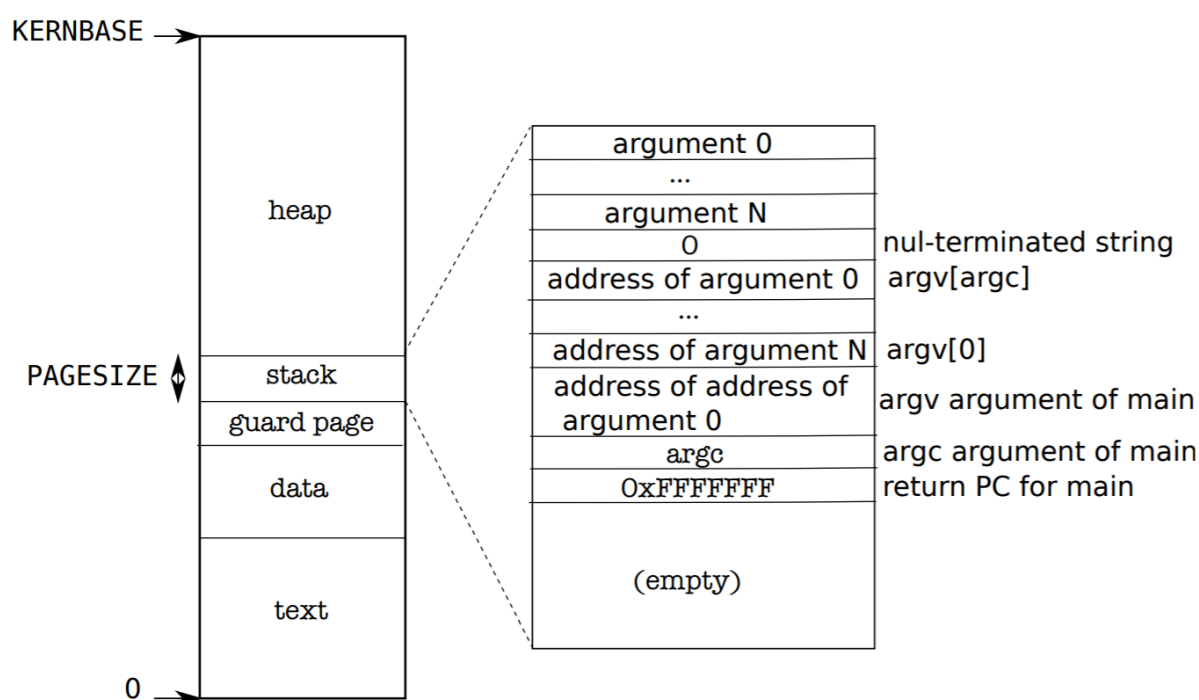 KERNBASE
heap
PAGESIZE
stack
guard page
data
text
0
argument 0
...
argument N
0
nul-terminated string
address of argument 0
argv[argc]
...
address of argument N
argv[0]
address of address of
argument 0
argv argument of main
argc
argc argument of main
0xFFFFFFF
return PC for main
(empty)